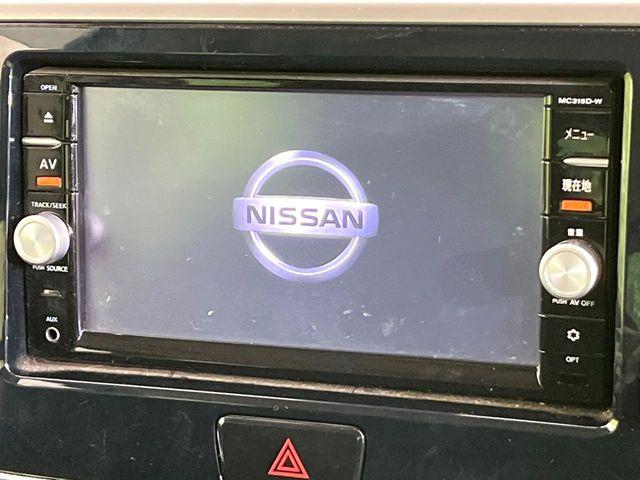 OPEN
MC315D-W
メニュー
AV
現在地
TRACK/SEEK
NISSAN
音量
PUSH SOURCE
PUSH AV OFF
AUX
OPT